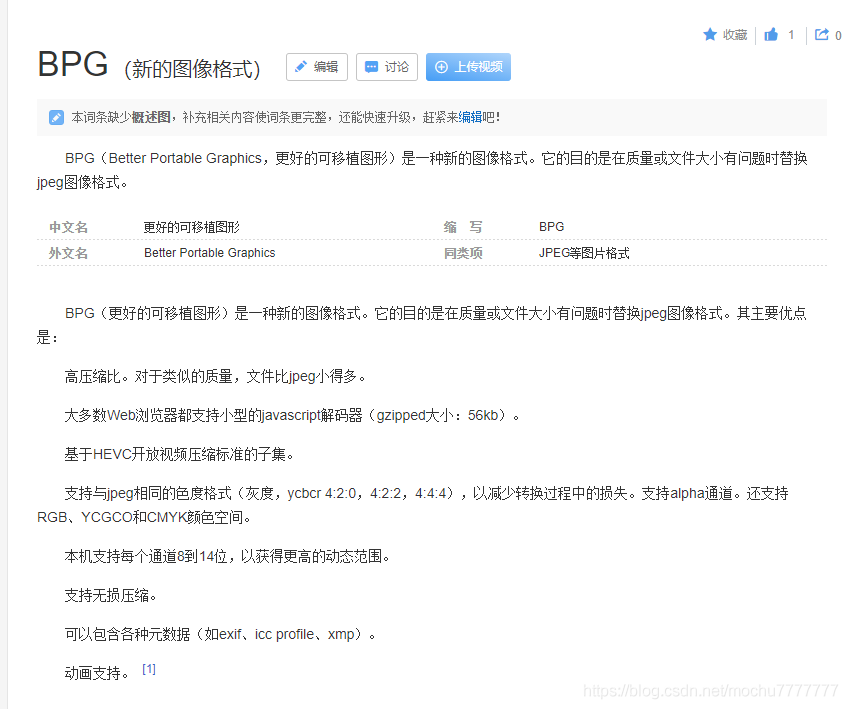 收藏 1 0
BPG（新的图像格式） 编辑 讨论 上传视频
本词条缺少概述图，补充相关内容使词条更完整，还能快速升级，赶紧来编辑吧！
BPG（Better Portable Graphics，更好的可移植图形）是一种新的图像格式。它的目的是在质量或文件大小有问题时替换
jpeg图像格式。
中文名 更好的可移植图形 缩 写 BPG
外文名 Better Portable Graphics 同类项 JPEG等图片格式
BPG（更好的可移植图形）是一种新的图像格式。它的目的是在质量或文件大小有问题时替换jpeg图像格式。其主要优点
是：
高压缩比。对于类似的质量，文件比jpeg小得多。
大多数Web浏览器都支持小型的javascript解码器（gzipped大小：56kb）。
基于HEVC开放视频压缩标准的子集。
支持与jpeg相同的色度格式（灰度，ycbcr 4:2:0，4:2:2，4:4:4），以减少转换过程中的损失。支持alpha通道。还支持
RGB、YCGCO和CMYK颜色空间。
本机支持每个通道8到14位，以获得更高的动态范围。
支持无损压缩。
可以包含各种元数据（如exif、icc profile、xmp）。
动画支持。 [1]
https://blog.csdn.net/mochu7777777